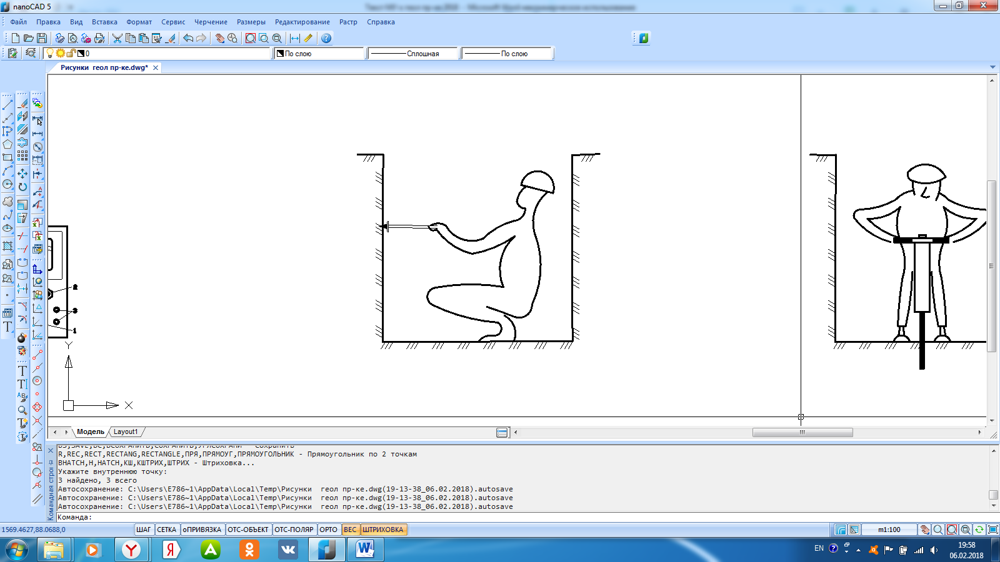 nanoCAD 5
Файл Правка Вид Вставка Формат Сервис Черчение Размеры Редактирование Растр Справка
0 По слою Сплошная По слою
Рисунки геол пр-ке.dwg*
2
3
1
Y
X
Модель Layout1
R,REC,RECT,RECTANG,RECTANGLE,ПРЯ,ПРЯМОУГ,ПРЯМОУГОЛЬНИК - Прямоугольник по 2 точкам
BHATCH,H,HATCH,КШ,КШТРИХ,ШТРИХ - Штриховка...
Укажите внутреннюю точку:
3 найдено, 3 всего
Автосохранение: C:\Users\E786~1\AppData\Local\Temp\Рисунки  геол пр-ке.dwg(19-13-38_06.02.2018).autosave
Автосохранение: C:\Users\E786~1\AppData\Local\Temp\Рисунки  геол пр-ке.dwg(19-13-38_06.02.2018).autosave
Автосохранение: C:\Users\E786~1\AppData\Local\Temp\Рисунки  геол пр-ке.dwg(19-13-38_06.02.2018).autosave
Команда:
Командная строк
1569.4627,88.0688,0 ШАГ СЕТКА оПРИВЯЗКА ОТС-ОБЪЕКТ ОТС-ПОЛЯР ОРТО ВЕС ШТРИХОВКА m1:100
EN 19:58
06.02.2018